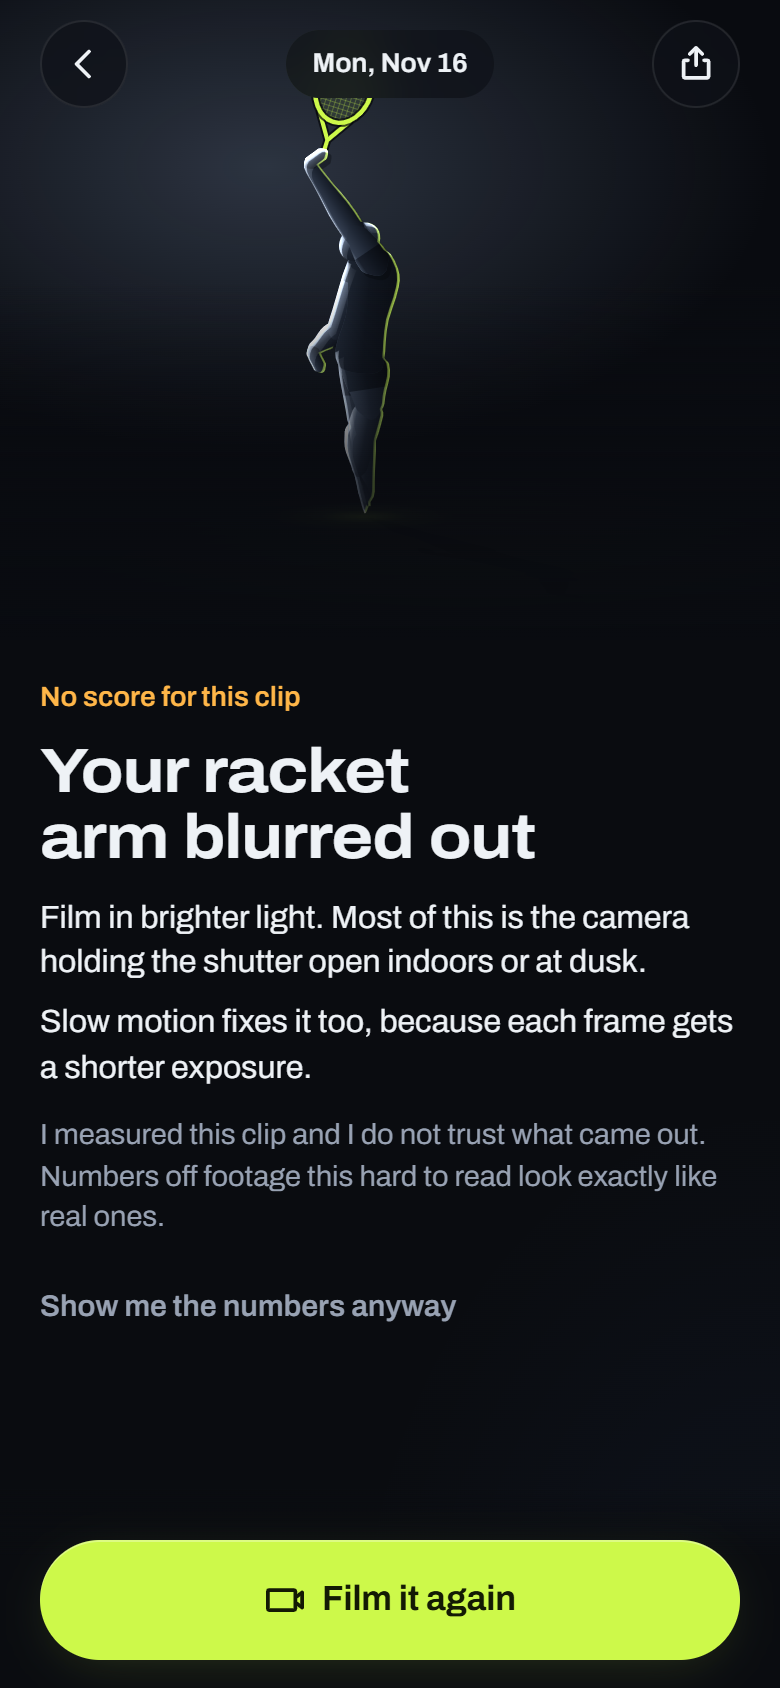 Mon, Nov 16
No score for this clip
Your racket
arm blurred out
Film in brighter light. Most of this is the camera
holding the shutter open indoors or at dusk.
Slow motion fixes it too, because each frame gets
a shorter exposure.
I measured this clip and I do not trust what came out.
Numbers off footage this hard to read look exactly like
real ones.
Show me the numbers anyway
Film it again